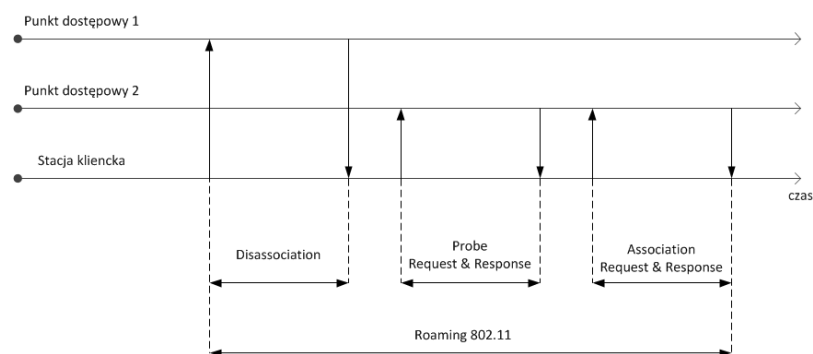 Punkt dostępowy 1
Punkt dostępowy 2
Stacja kliencka
czas
Disassociation
Probe
Request & Response
Association
Request & Response
Roaming 802.11